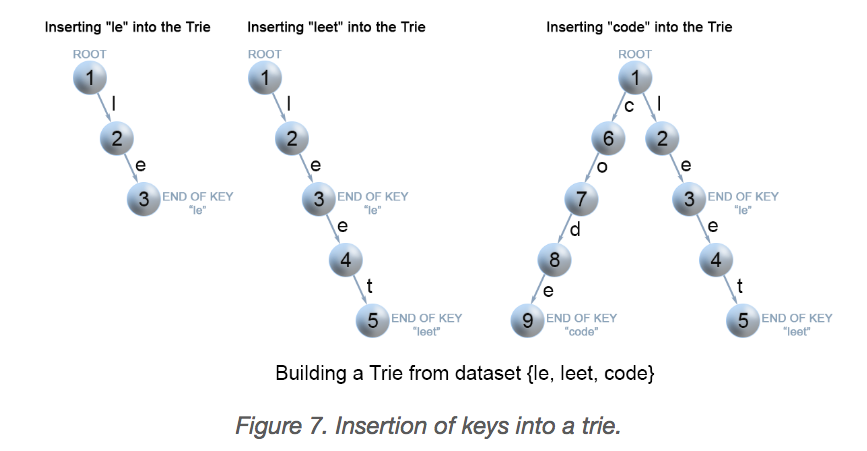 Inserting "le" into the Trie
ROOT
1
l
2
e
3 END OF KEY
"le"
Inserting "leet" into the Trie
ROOT
1
l
2
e
3 END OF KEY
"le"
e
4
t
5 END OF KEY
"leet"
Inserting "code" into the Trie
ROOT
1
c l
6 2
o e
7 3 END OF KEY
"le"
d e
8 4
e t
9 END OF KEY 5 END OF KEY
"code" "leet"
Building a Trie from dataset {le, leet, code}
Figure 7. Insertion of keys into a trie.